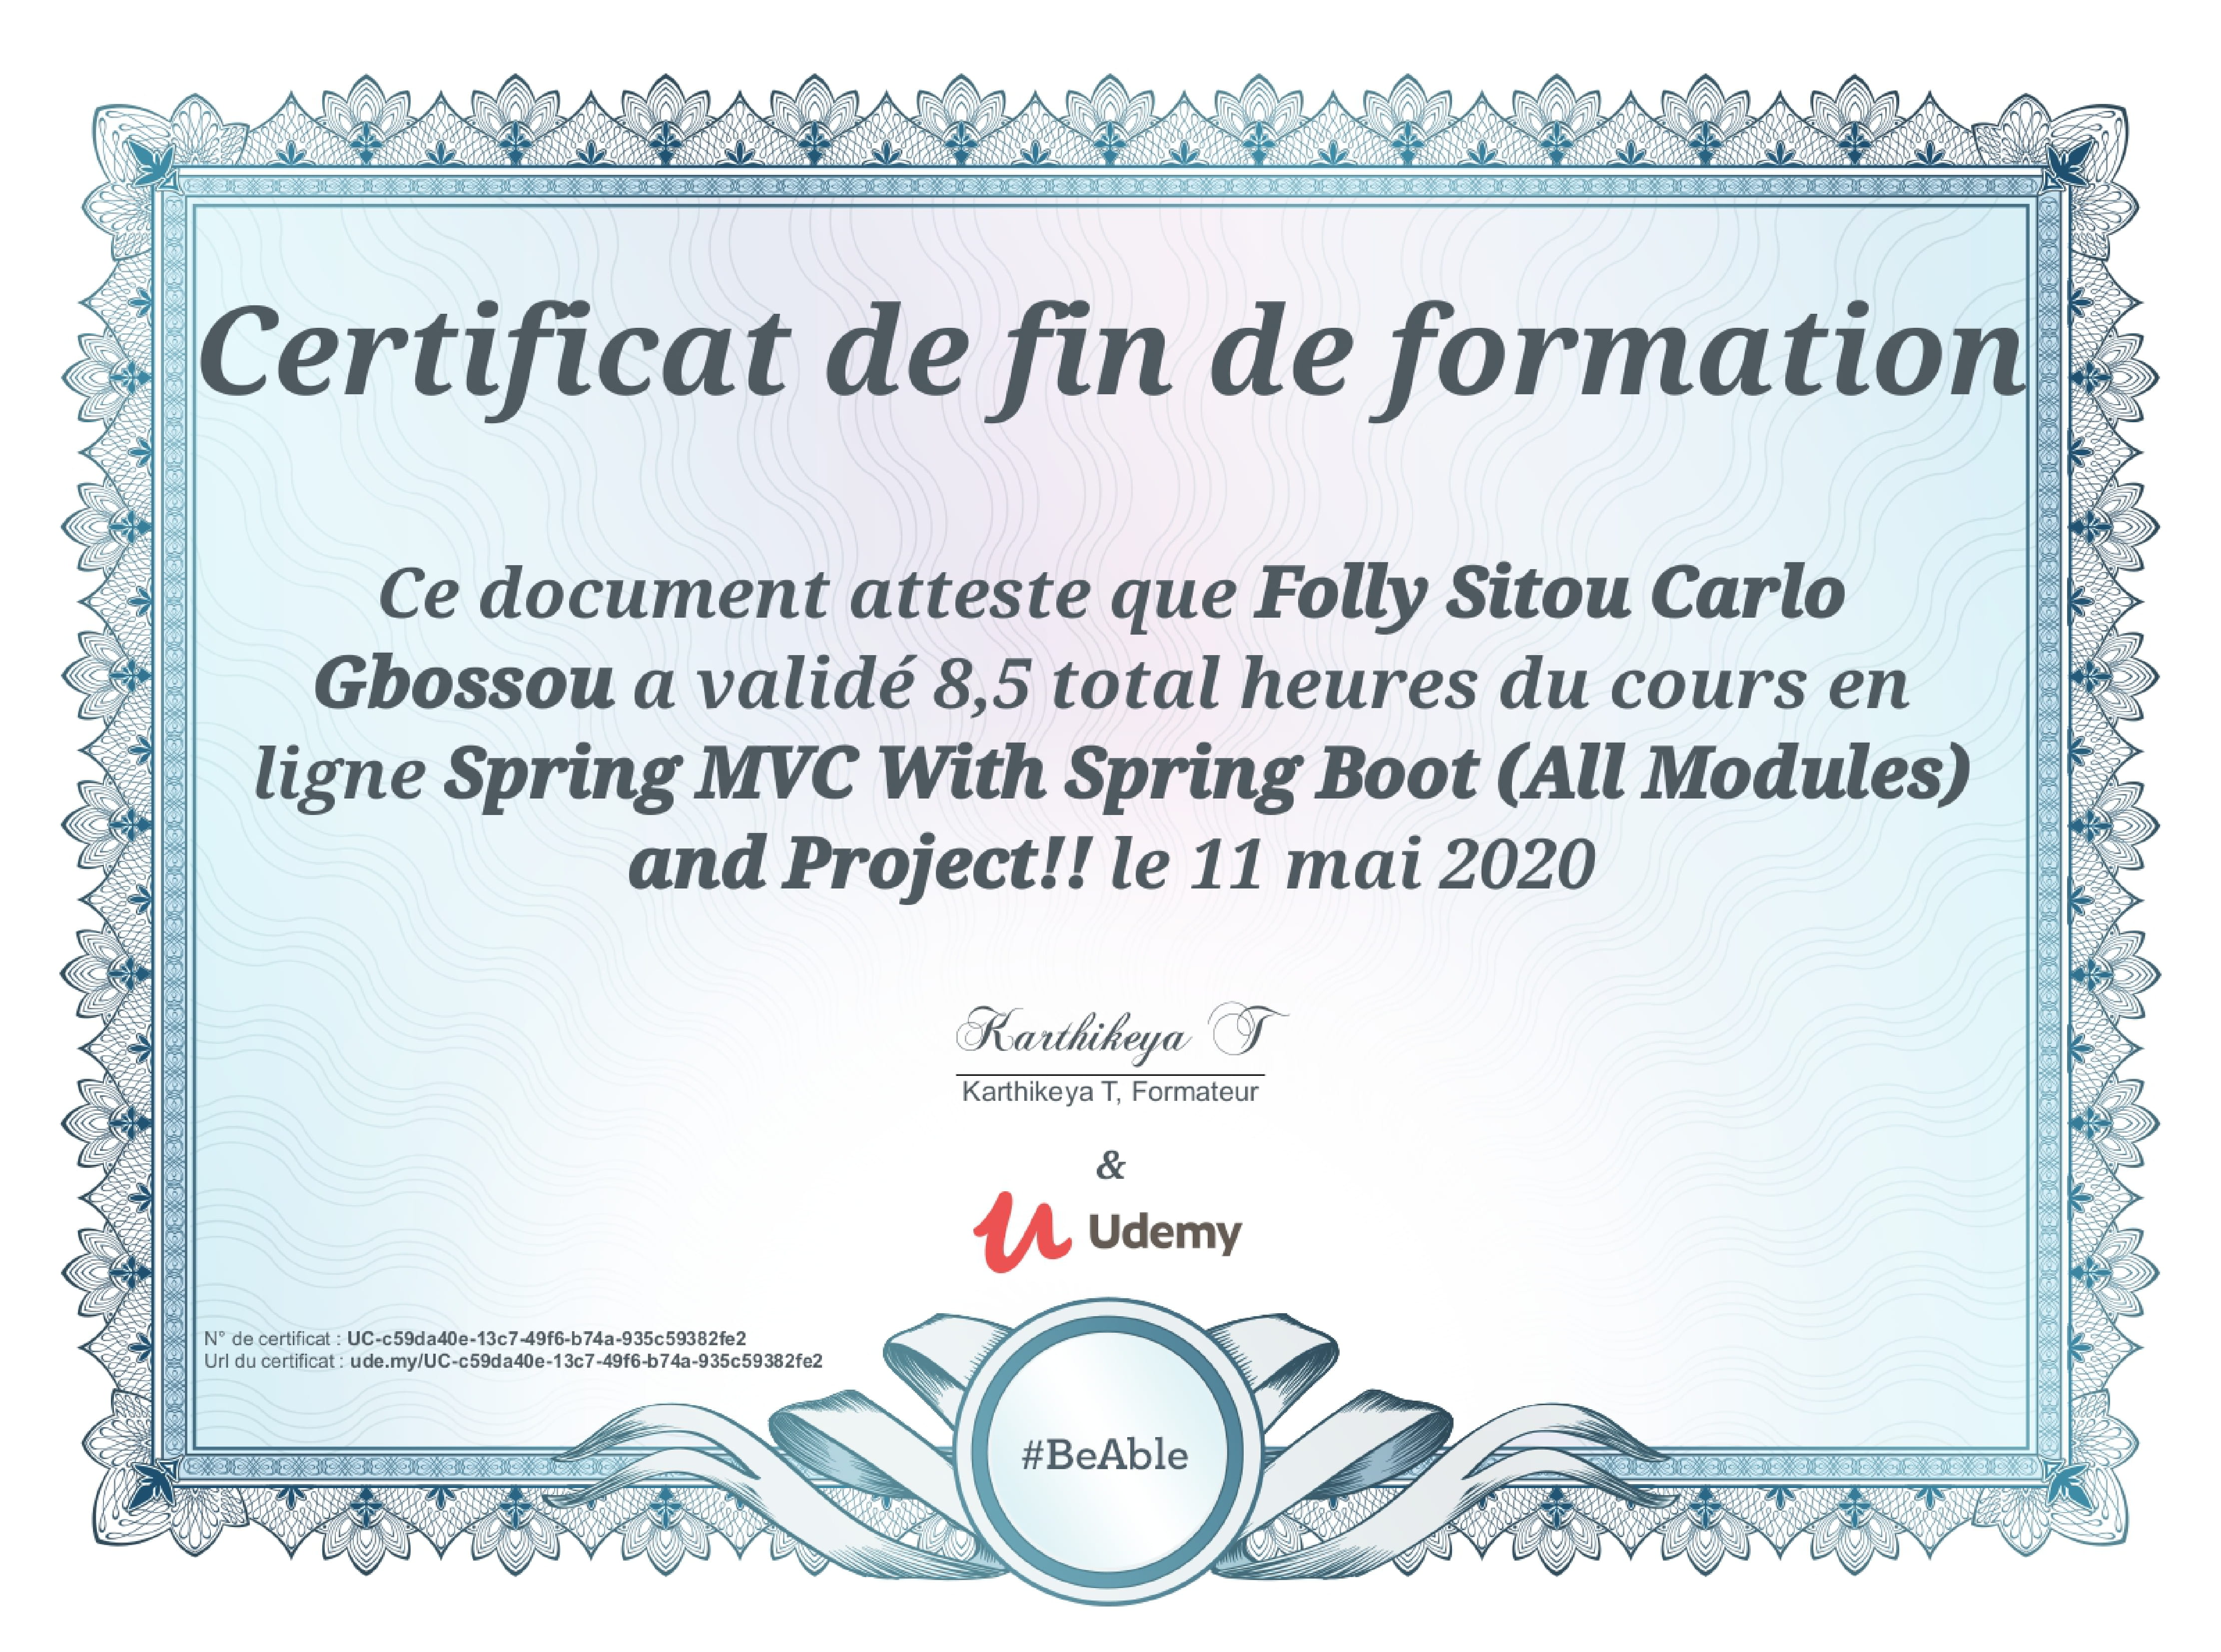 Certificat de fin de formation
Ce document atteste que Folly Sitou Carlo
Gbossou a validé 8,5 total heures du cours en
ligne Spring MVC With Spring Boot (All Modules)
and Project!! le 11 mai 2020
Karthikeya T
Karthikeya T, Formateur
&
Udemy
N° de certificat : UC-c59da40e-13c7-49f6-b74a-935c59382fe2
Url du certificat : ude.my/UC-c59da40e-13c7-49f6-b74a-935c59382fe2
#BeAble